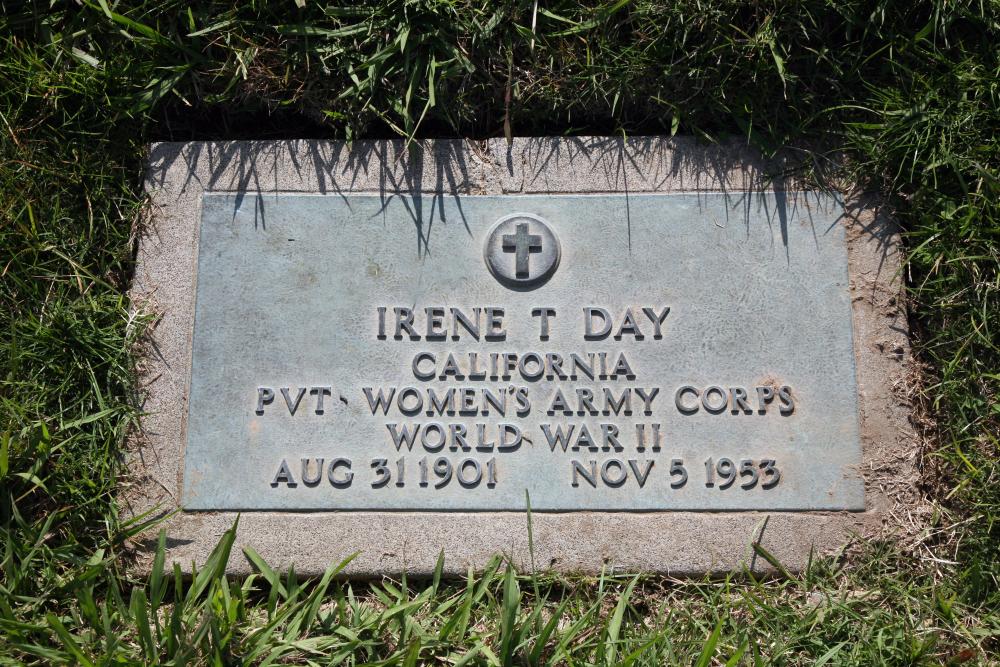 IRENE T DAY
CALIFORNIA
PVT WOMEN'S ARMY CORPS
WORLD WAR II
AUG 31 1901 NOV 5 1953